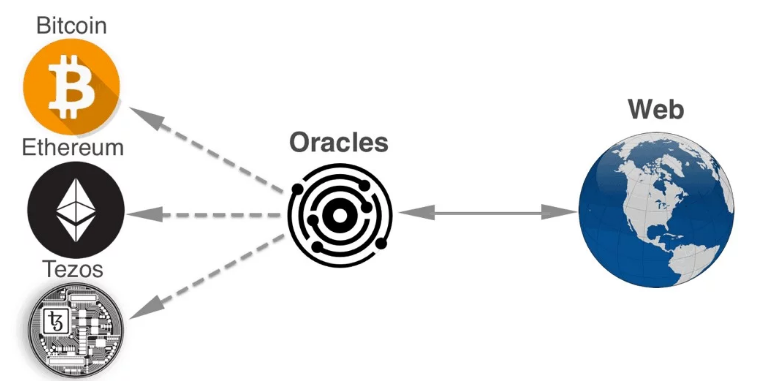 Bitcoin
Ethereum
Tezos
Oracles
Web